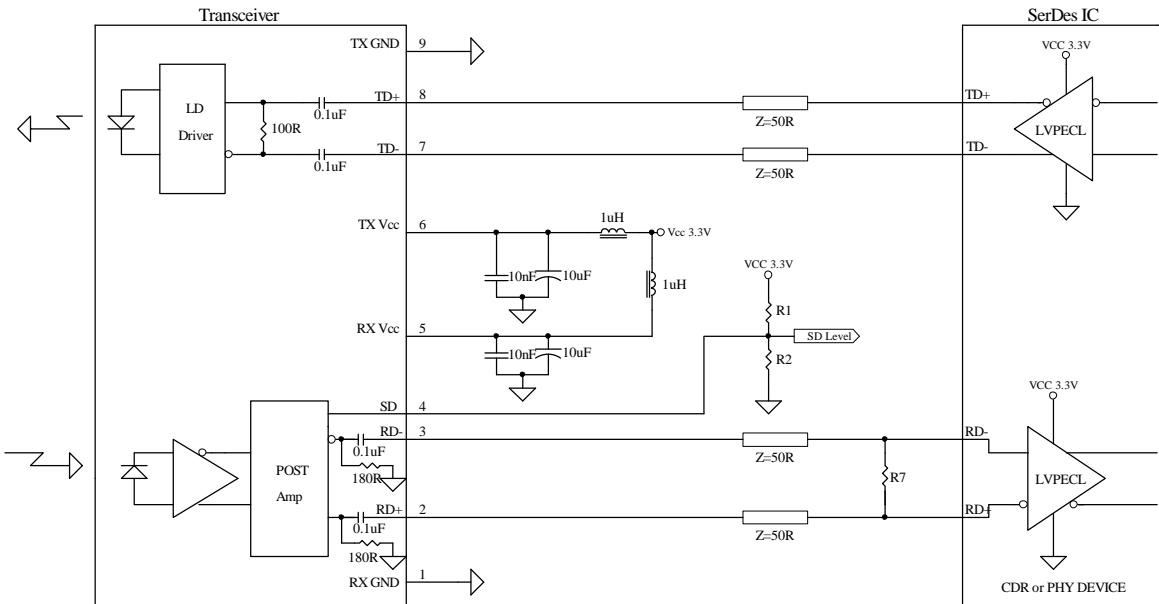 Transceiver
SerDes IC
TX GND
9
VCC 3.3V
LD
Driver
100R
0.1uF
TD+
8
Z=50R
TD+
LVPECL
0.1uF
TD-
7
Z=50R
TD-
TX Vcc
6
1uH
Vcc 3.3V
10nF
10uF
1uH
VCC 3.3V
R1
SD Level
R2
RX Vcc
5
10nF
10uF
SD
4
VCC 3.3V
POST
Amp
RD-
3
0.1uF
180R
Z=50R
RD-
R7
LVPECL
RD+
2
0.1uF
180R
Z=50R
RD+
RX GND
1
CDR or PHY DEVICE